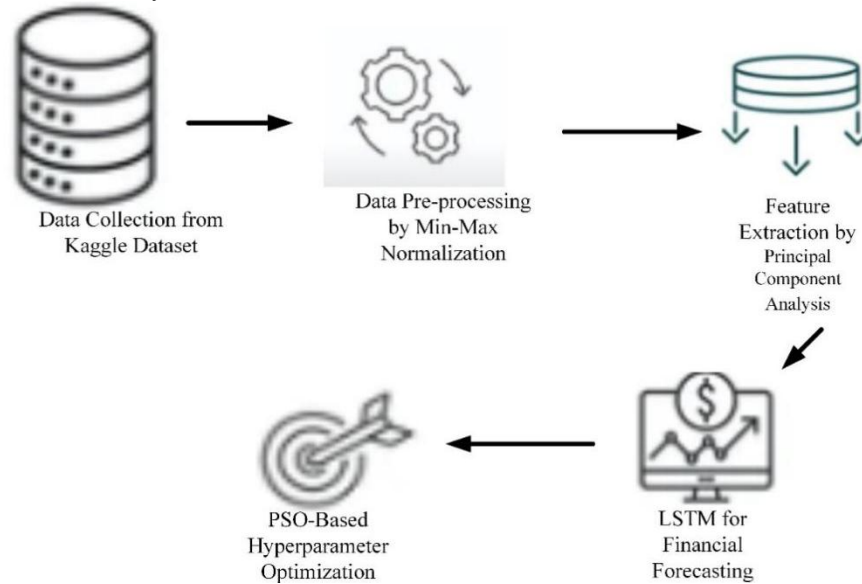 Data Collection from
Kaggle Dataset
Data Pre-processing
by Min-Max
Normalization
Feature
Extraction by
Principal
Component
Analysis
$
LSTM for
Financial
Forecasting
PSO-Based
Hyperparameter
Optimization